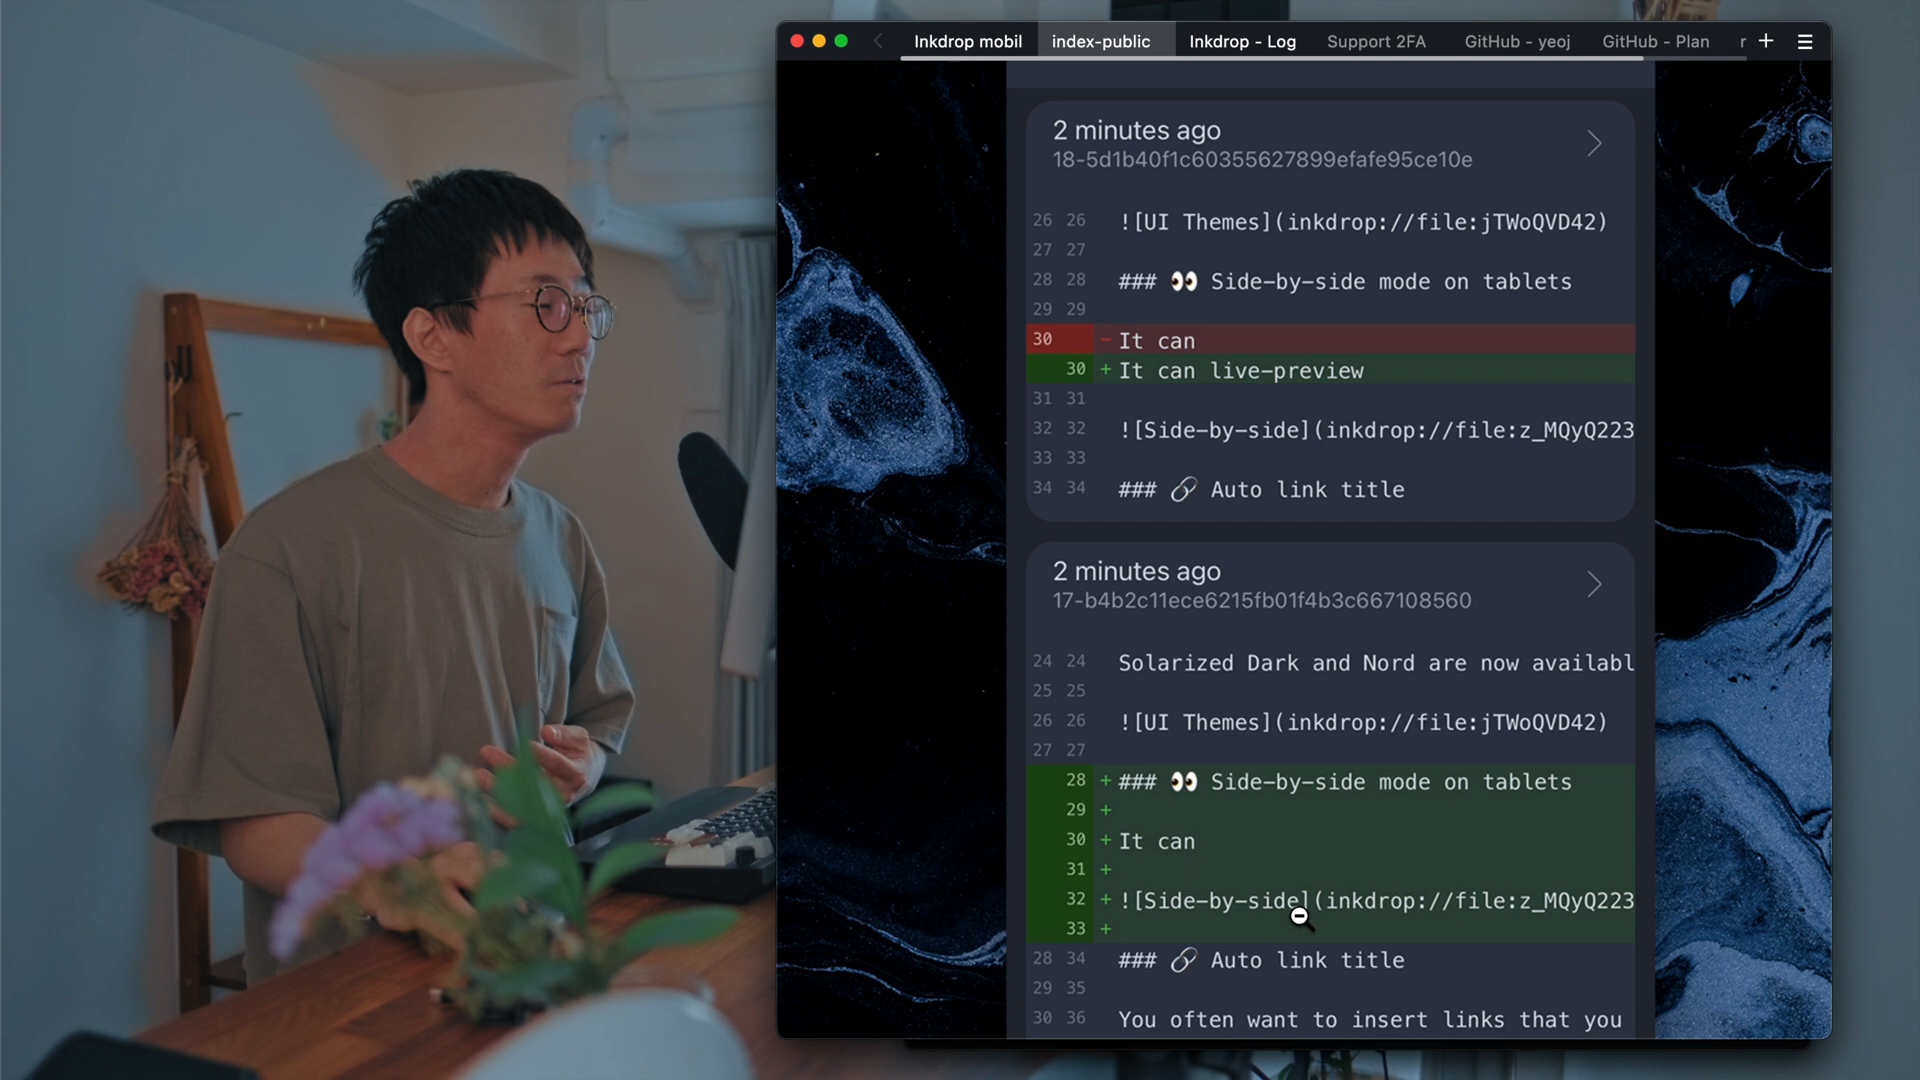 Inkdrop mobil
index-public
Inkdrop - Log
Support 2FA
GitHub - yeoj
GitHub - Plan
r
2 minutes ago
18-5d1b40f1c60355627899efafe95ce10e
26 26 ![UI Themes](inkdrop://file:jTWoQVD42)
27 27
28 28 ### 👀 Side-by-side mode on tablets
29 29
30 - It can
30 + It can live-preview
31 31
32 32 ![Side-by-side](inkdrop://file:z_MQyQ223
33 33
34 34 ### 🔗 Auto link title
2 minutes ago
17-b4b2c11ece6215fb01f4b3c667108560
24 24 Solarized Dark and Nord are now availabl
25 25
26 26 ![UI Themes](inkdrop://file:jTWoQVD42)
27 27
28 + ### 👀 Side-by-side mode on tablets
29 +
30 + It can
31 +
32 + ![Side-by-side](inkdrop://file:z_MQyQ223
33 +
28 34 ### 🔗 Auto link title
29 35
30 36 You often want to insert links that you